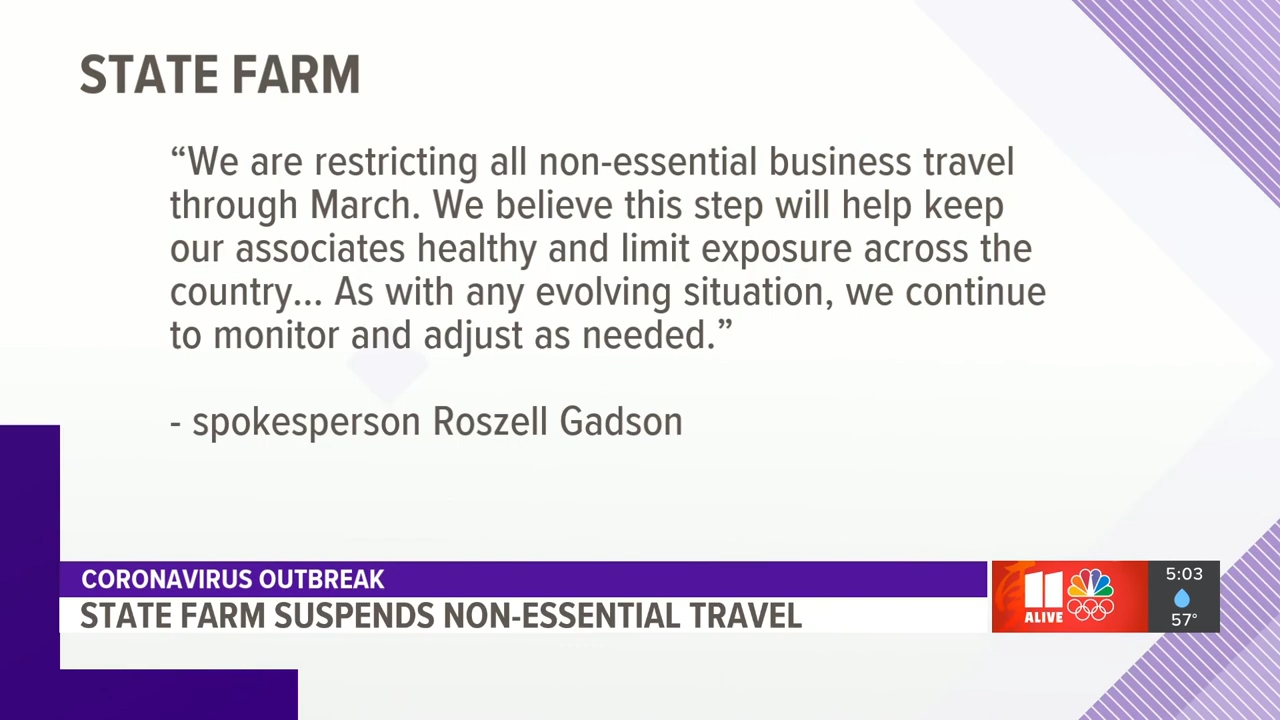 STATE FARM
“We are restricting all non-essential business travel
through March. We believe this step will help keep
our associates healthy and limit exposure across the
country... As with any evolving situation, we continue
to monitor and adjust as needed.”
- spokesperson Roszell Gadson
CORONAVIRUS OUTBREAK
STATE FARM SUSPENDS NON-ESSENTIAL TRAVEL
11
ALIVE
5:03
57°